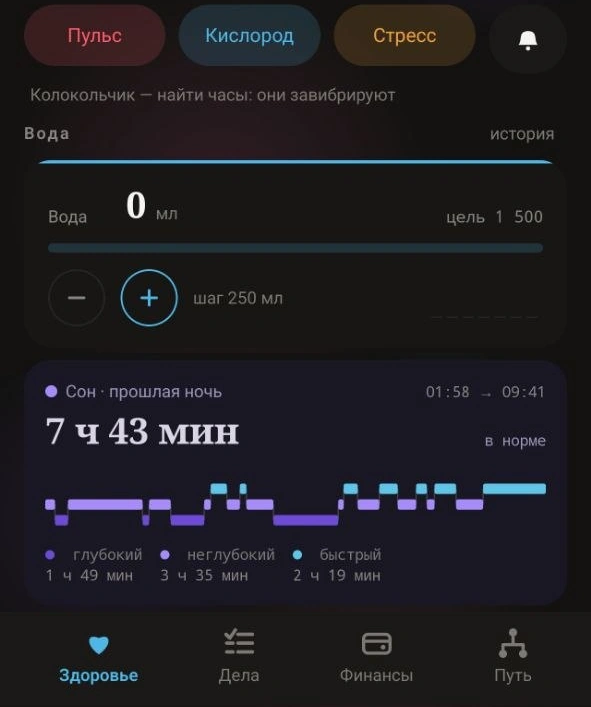 Пульс Кислород Стресс
Колокольчик — найти часы: они завибрируют
Вода история
Вода 0 мл цель 1 500
− + шаг 250 мл
Сон · прошлая ночь 01:58 → 09:41
7 ч 43 мин в норме
глубокий неглубокий быстрый
1 ч 49 мин 3 ч 35 мин 2 ч 19 мин
Здоровье Дела Финансы Путь